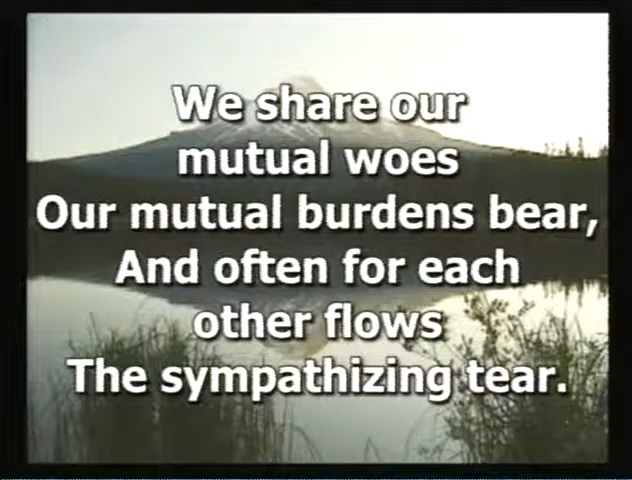 We share our
mutual woes
Our mutual burdens bear,
And often for each
other flows
The sympathizing tear.